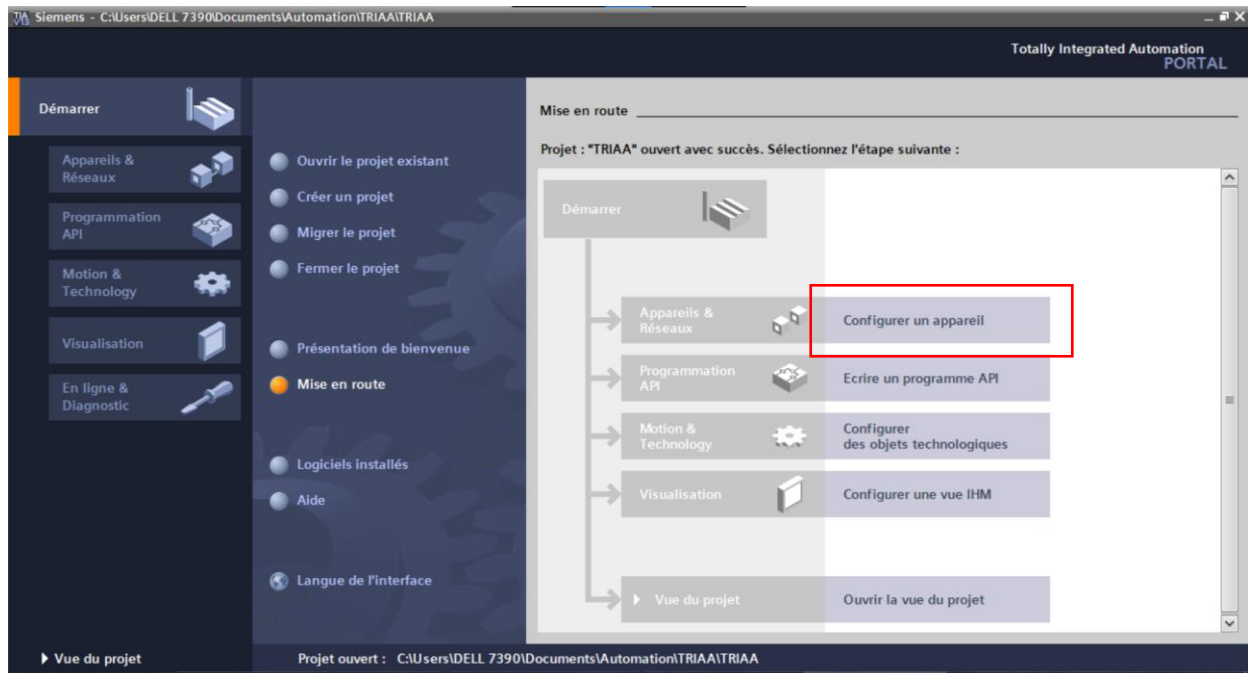 Siemens - C:\Users\DELL 7390\Documents\Automation\TRIAA\TRIAA
Totally Integrated Automation
PORTAL
Démarrer
Appareils &
Réseaux
Programmation
API
Motion &
Technology
Visualisation
En ligne &
Diagnostic
Ouvrir le projet existant
Créer un projet
Migrer le projet
Fermer le projet
Présentation de bienvenue
Mise en route
Logiciels installés
Aide
Langue de l'interface
Mise en route
Projet : "TRIAA" ouvert avec succès. Sélectionnez l'étape suivante :
Démarrer
Appareils &
Réseaux
Configurer un appareil
Programmation
API
Ecrire un programme API
Motion &
Technology
Configurer
des objets technologiques
Visualisation
Configurer une vue IHM
Vue du projet
Ouvrir la vue du projet
Vue du projet
Projet ouvert : C:\Users\DELL 7390\Documents\Automation\TRIAA\TRIAA